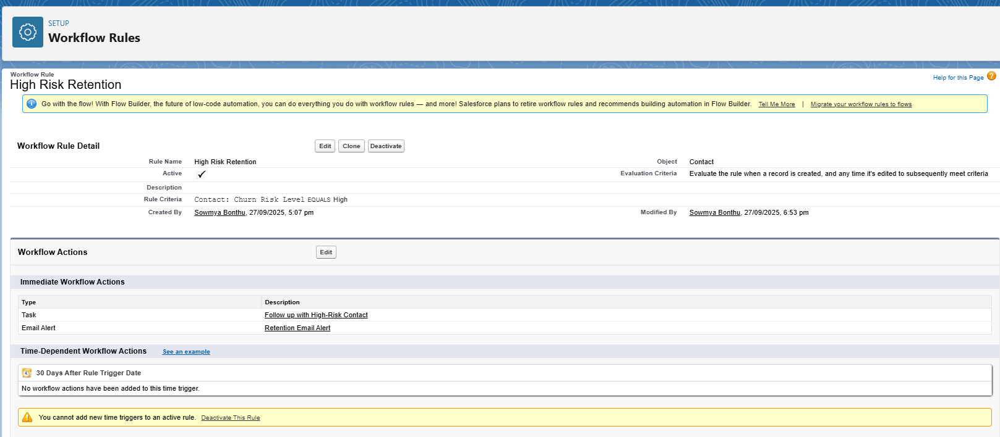 SETUP
Workflow Rules
Workflow Rule
High Risk Retention
Help for this Page ?
Go with the flow! With Flow Builder, the future of low-code automation, you can do everything you do with workflow rules — and more! Salesforce plans to retire workflow rules and recommends building automation in Flow Builder. Tell Me More | Migrate your workflow rules to flows
Workflow Rule Detail Edit Clone Deactivate
Rule Name High Risk Retention Object Contact
Active Evaluation Criteria Evaluate the rule when a record is created, and any time it's edited to subsequently meet criteria
Description
Rule Criteria Contact: Churn Risk Level EQUALS High
Created By Sowmya Bonthu, 27/09/2025, 5:07 pm Modified By Sowmya Bonthu, 27/09/2025, 6:53 pm
Workflow Actions Edit
Immediate Workflow Actions
Type Description
Task Follow up with High-Risk Contact
Email Alert Retention Email Alert
Time-Dependent Workflow Actions See an example
30 Days After Rule Trigger Date
No workflow actions have been added to this time trigger.
You cannot add new time triggers to an active rule. Deactivate This Rule